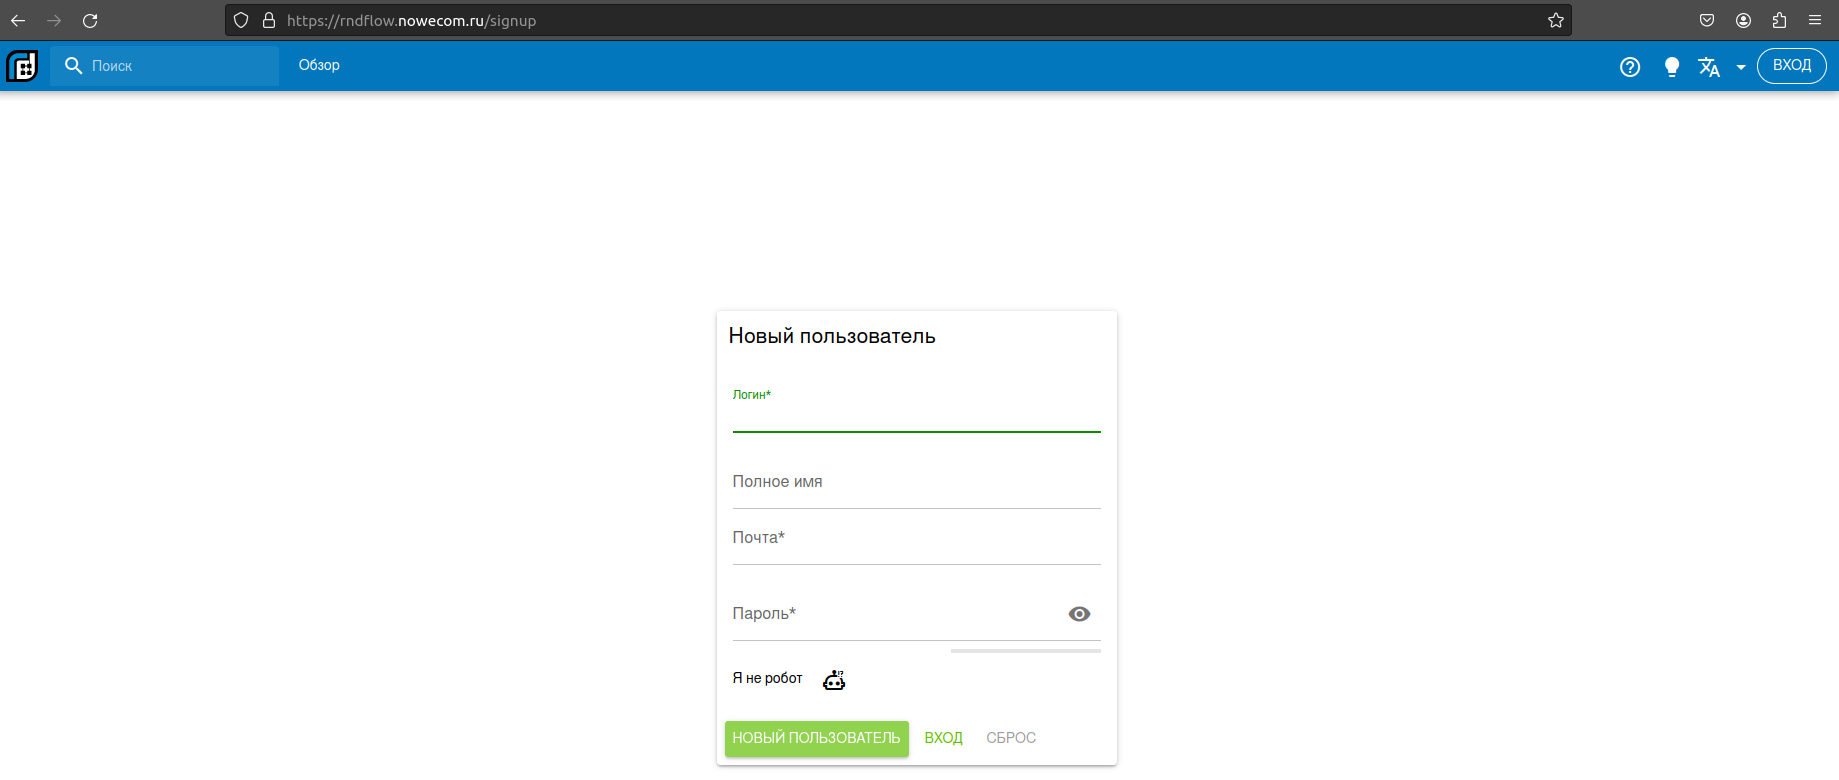 https://rndflow.nowecom.ru/signup
Поиск
Обзор
ВХОД
Новый пользователь
Логин*
Полное имя
Почта*
Пароль*
Я не робот
НОВЫЙ ПОЛЬЗОВАТЕЛЬ ВХОД СБРОС